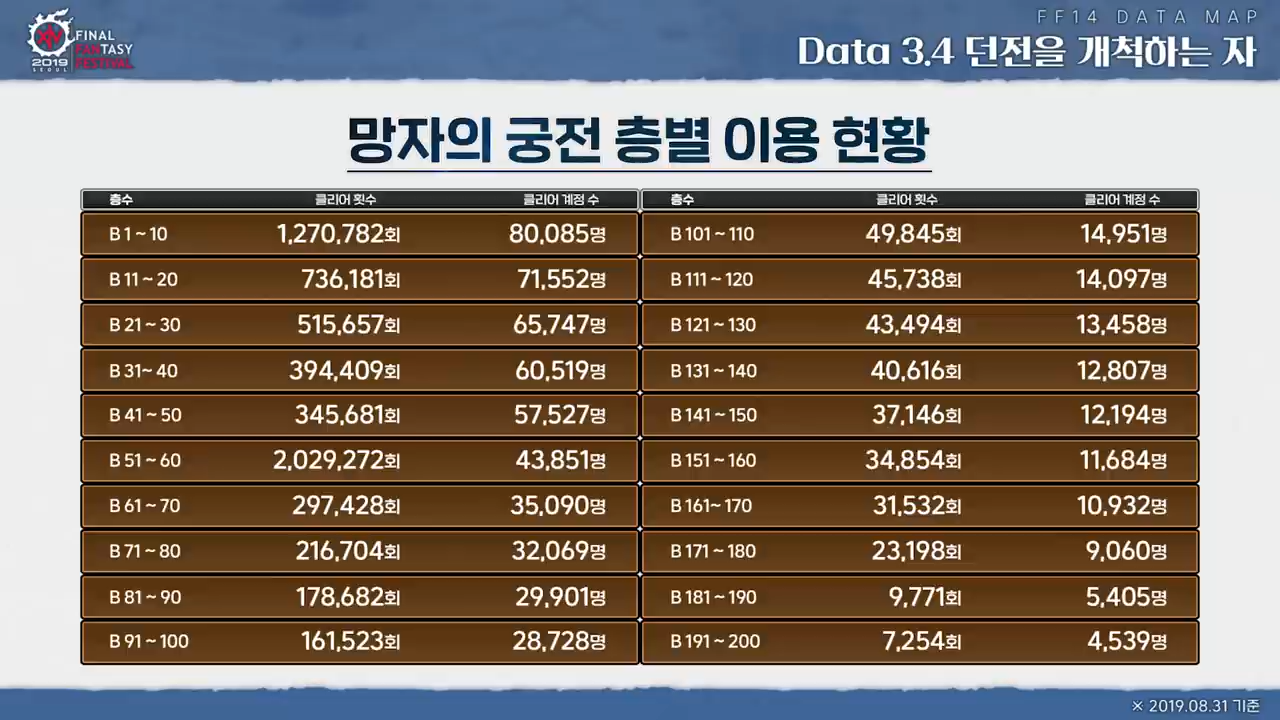 FINAL
FANTASY
FESTIVAL
2019
SEOUL
FF14 DATA MAP
Data 3.4 던전을 개척하는 자
망자의 궁전 층별 이용 현황
층수 클리어 횟수 클리어 계정 수 층수 클리어 횟수 클리어 계정 수
B 1 ~ 10 1,270,782회 80,085명 B 101 ~ 110 49,845회 14,951명
B 11 ~ 20 736,181회 71,552명 B 111 ~ 120 45,738회 14,097명
B 21 ~ 30 515,657회 65,747명 B 121 ~ 130 43,494회 13,458명
B 31~ 40 394,409회 60,519명 B 131 ~ 140 40,616회 12,807명
B 41 ~ 50 345,681회 57,527명 B 141 ~ 150 37,146회 12,194명
B 51 ~ 60 2,029,272회 43,851명 B 151 ~ 160 34,854회 11,684명
B 61 ~ 70 297,428회 35,090명 B 161~ 170 31,532회 10,932명
B 71 ~ 80 216,704회 32,069명 B 171 ~ 180 23,198회 9,060명
B 81 ~ 90 178,682회 29,901명 B 181 ~ 190 9,771회 5,405명
B 91 ~ 100 161,523회 28,728명 B 191 ~ 200 7,254회 4,539명
× 2019.08.31 기준